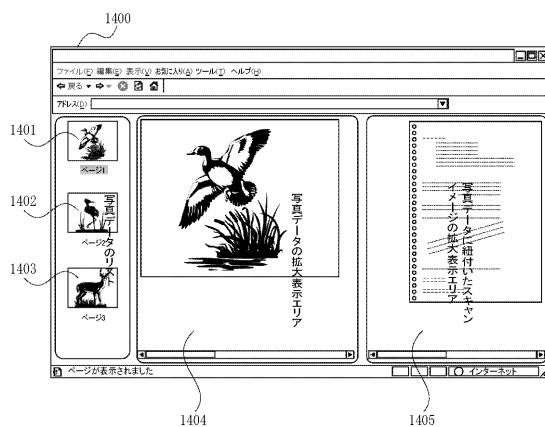 1400
ファイル(F) 編集(E) 表示(V) お気に入り(A) ツール(T) ヘルプ(H)
戻る
アドレス(D)
1401
ページ1
1402
ページ2
1403
ページ3
写真データのリスト
写真データの拡大表示エリア
写真データに紐付いたスキャン
イメージの拡大表示エリア
ページが表示されました
インターネット
1404
1405